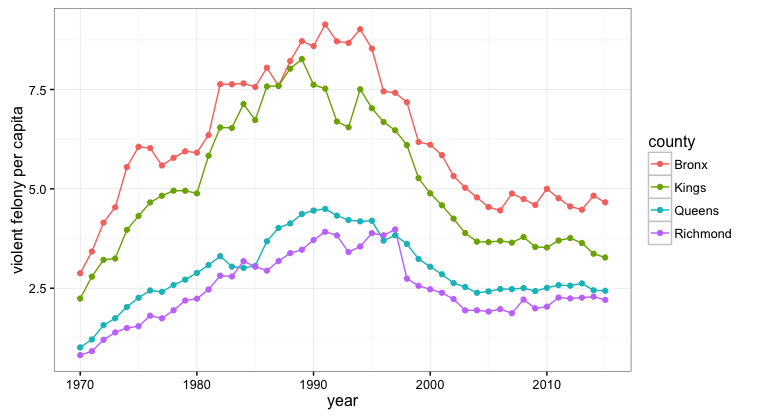 violent felony per capita
7.5
5.0
2.5
1970
1980
1990
2000
2010
year
county
Bronx
Kings
Queens
Richmond